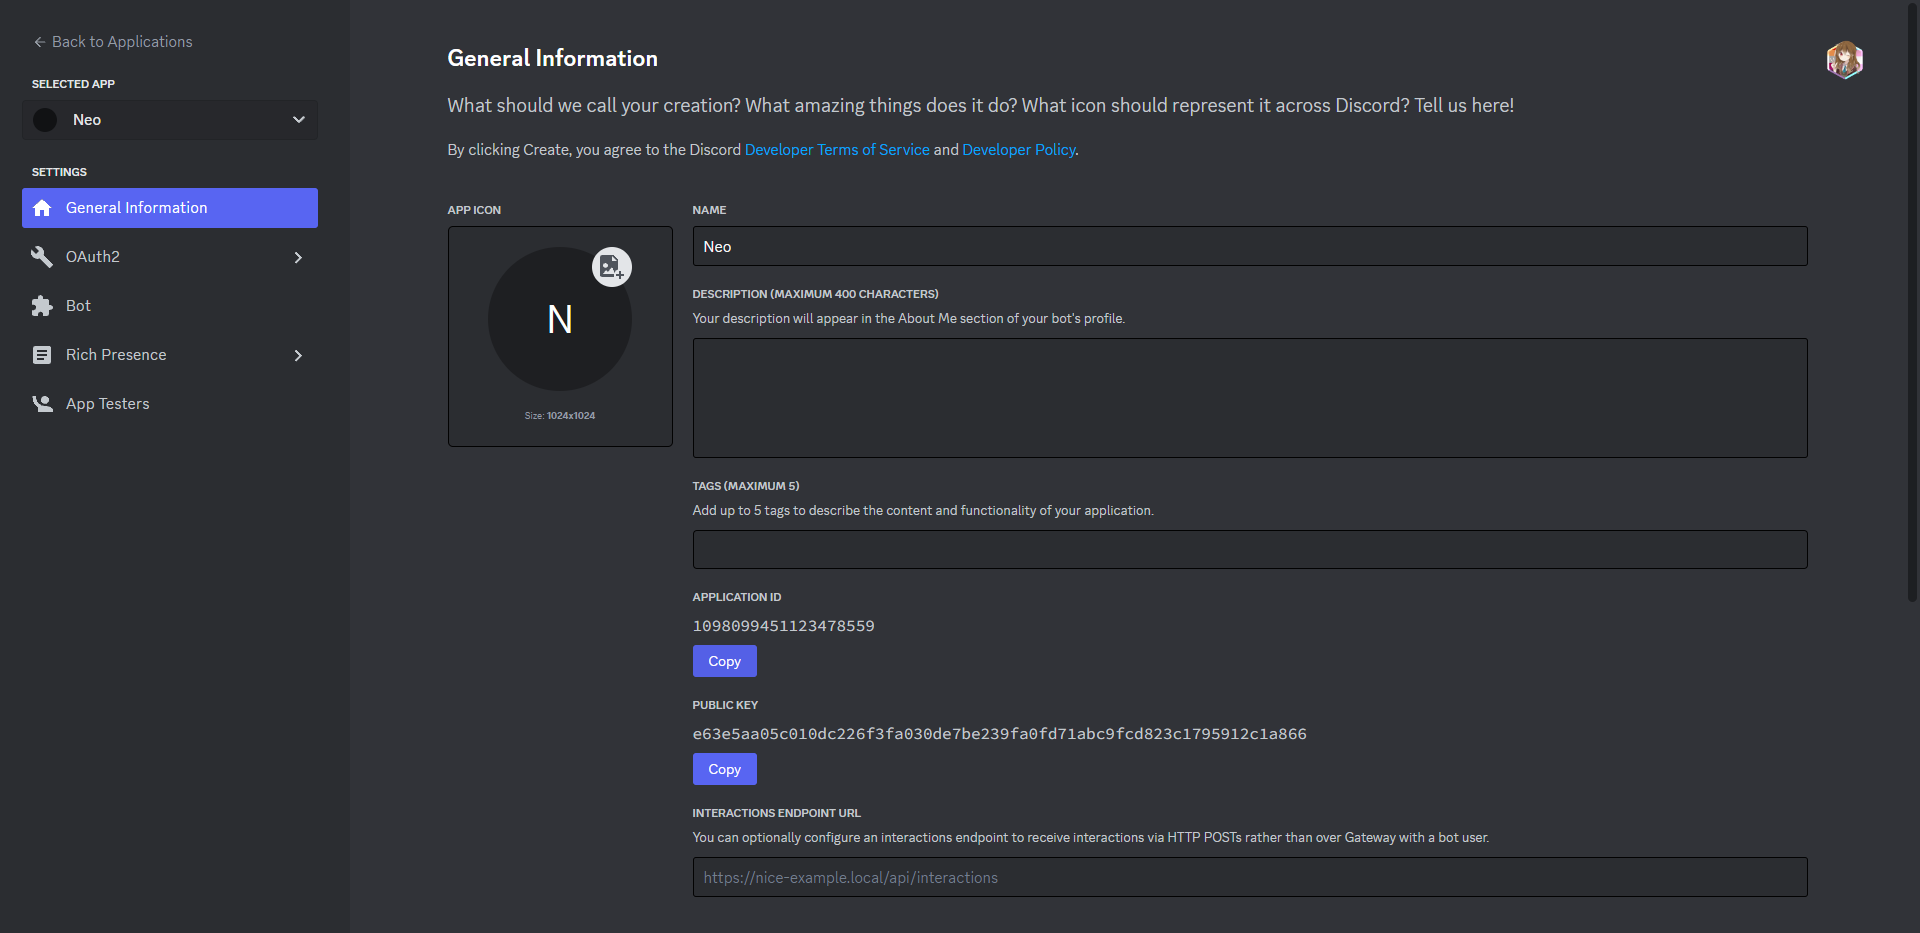 Back to Applications
SELECTED APP
Neo
SETTINGS
General Information
OAuth2
Bot
Rich Presence
App Testers
General Information
What should we call your creation? What amazing things does it do? What icon should represent it across Discord? Tell us here!
By clicking Create, you agree to the Discord Developer Terms of Service and Developer Policy.
APP ICON
N
Size: 1024x1024
NAME
Neo
DESCRIPTION (MAXIMUM 400 CHARACTERS)
Your description will appear in the About Me section of your bot's profile.
TAGS (MAXIMUM 5)
Add up to 5 tags to describe the content and functionality of your application.
APPLICATION ID
1098099451123478559
Copy
PUBLIC KEY
e63e5aa05c010dc226f3fa030de7be239fa0fd71abc9fcd823c1795912c1a866
Copy
INTERACTIONS ENDPOINT URL
You can optionally configure an interactions endpoint to receive interactions via HTTP POSTs rather than over Gateway with a bot user.
https://nice-example.local/api/interactions